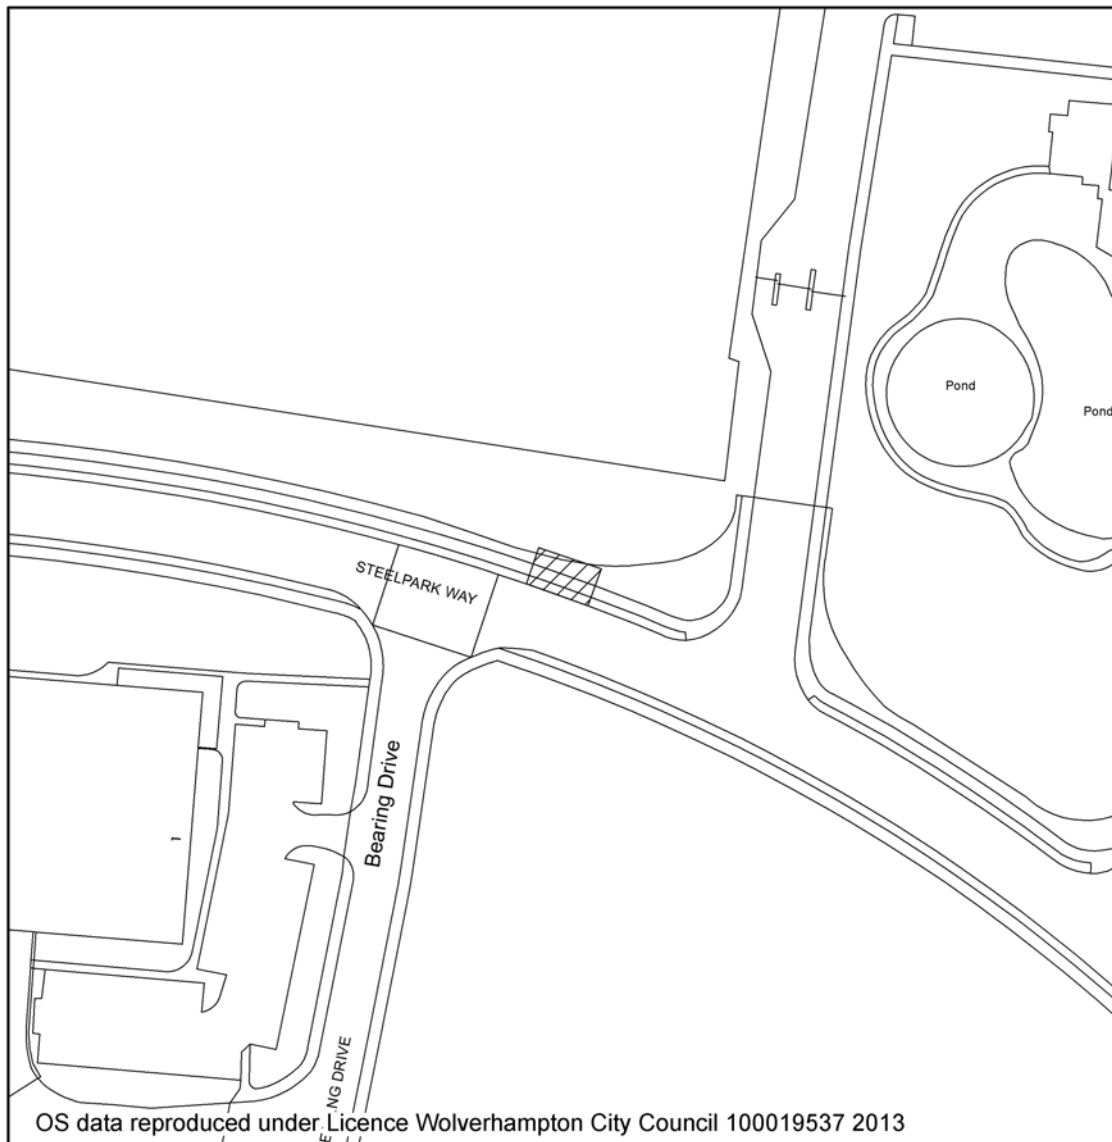 Pond
Pond
STEELPARK WAY
Bearing Drive
1
NG DRIVE
OS data reproduced under Licence Wolverhampton City Council 100019537 2013